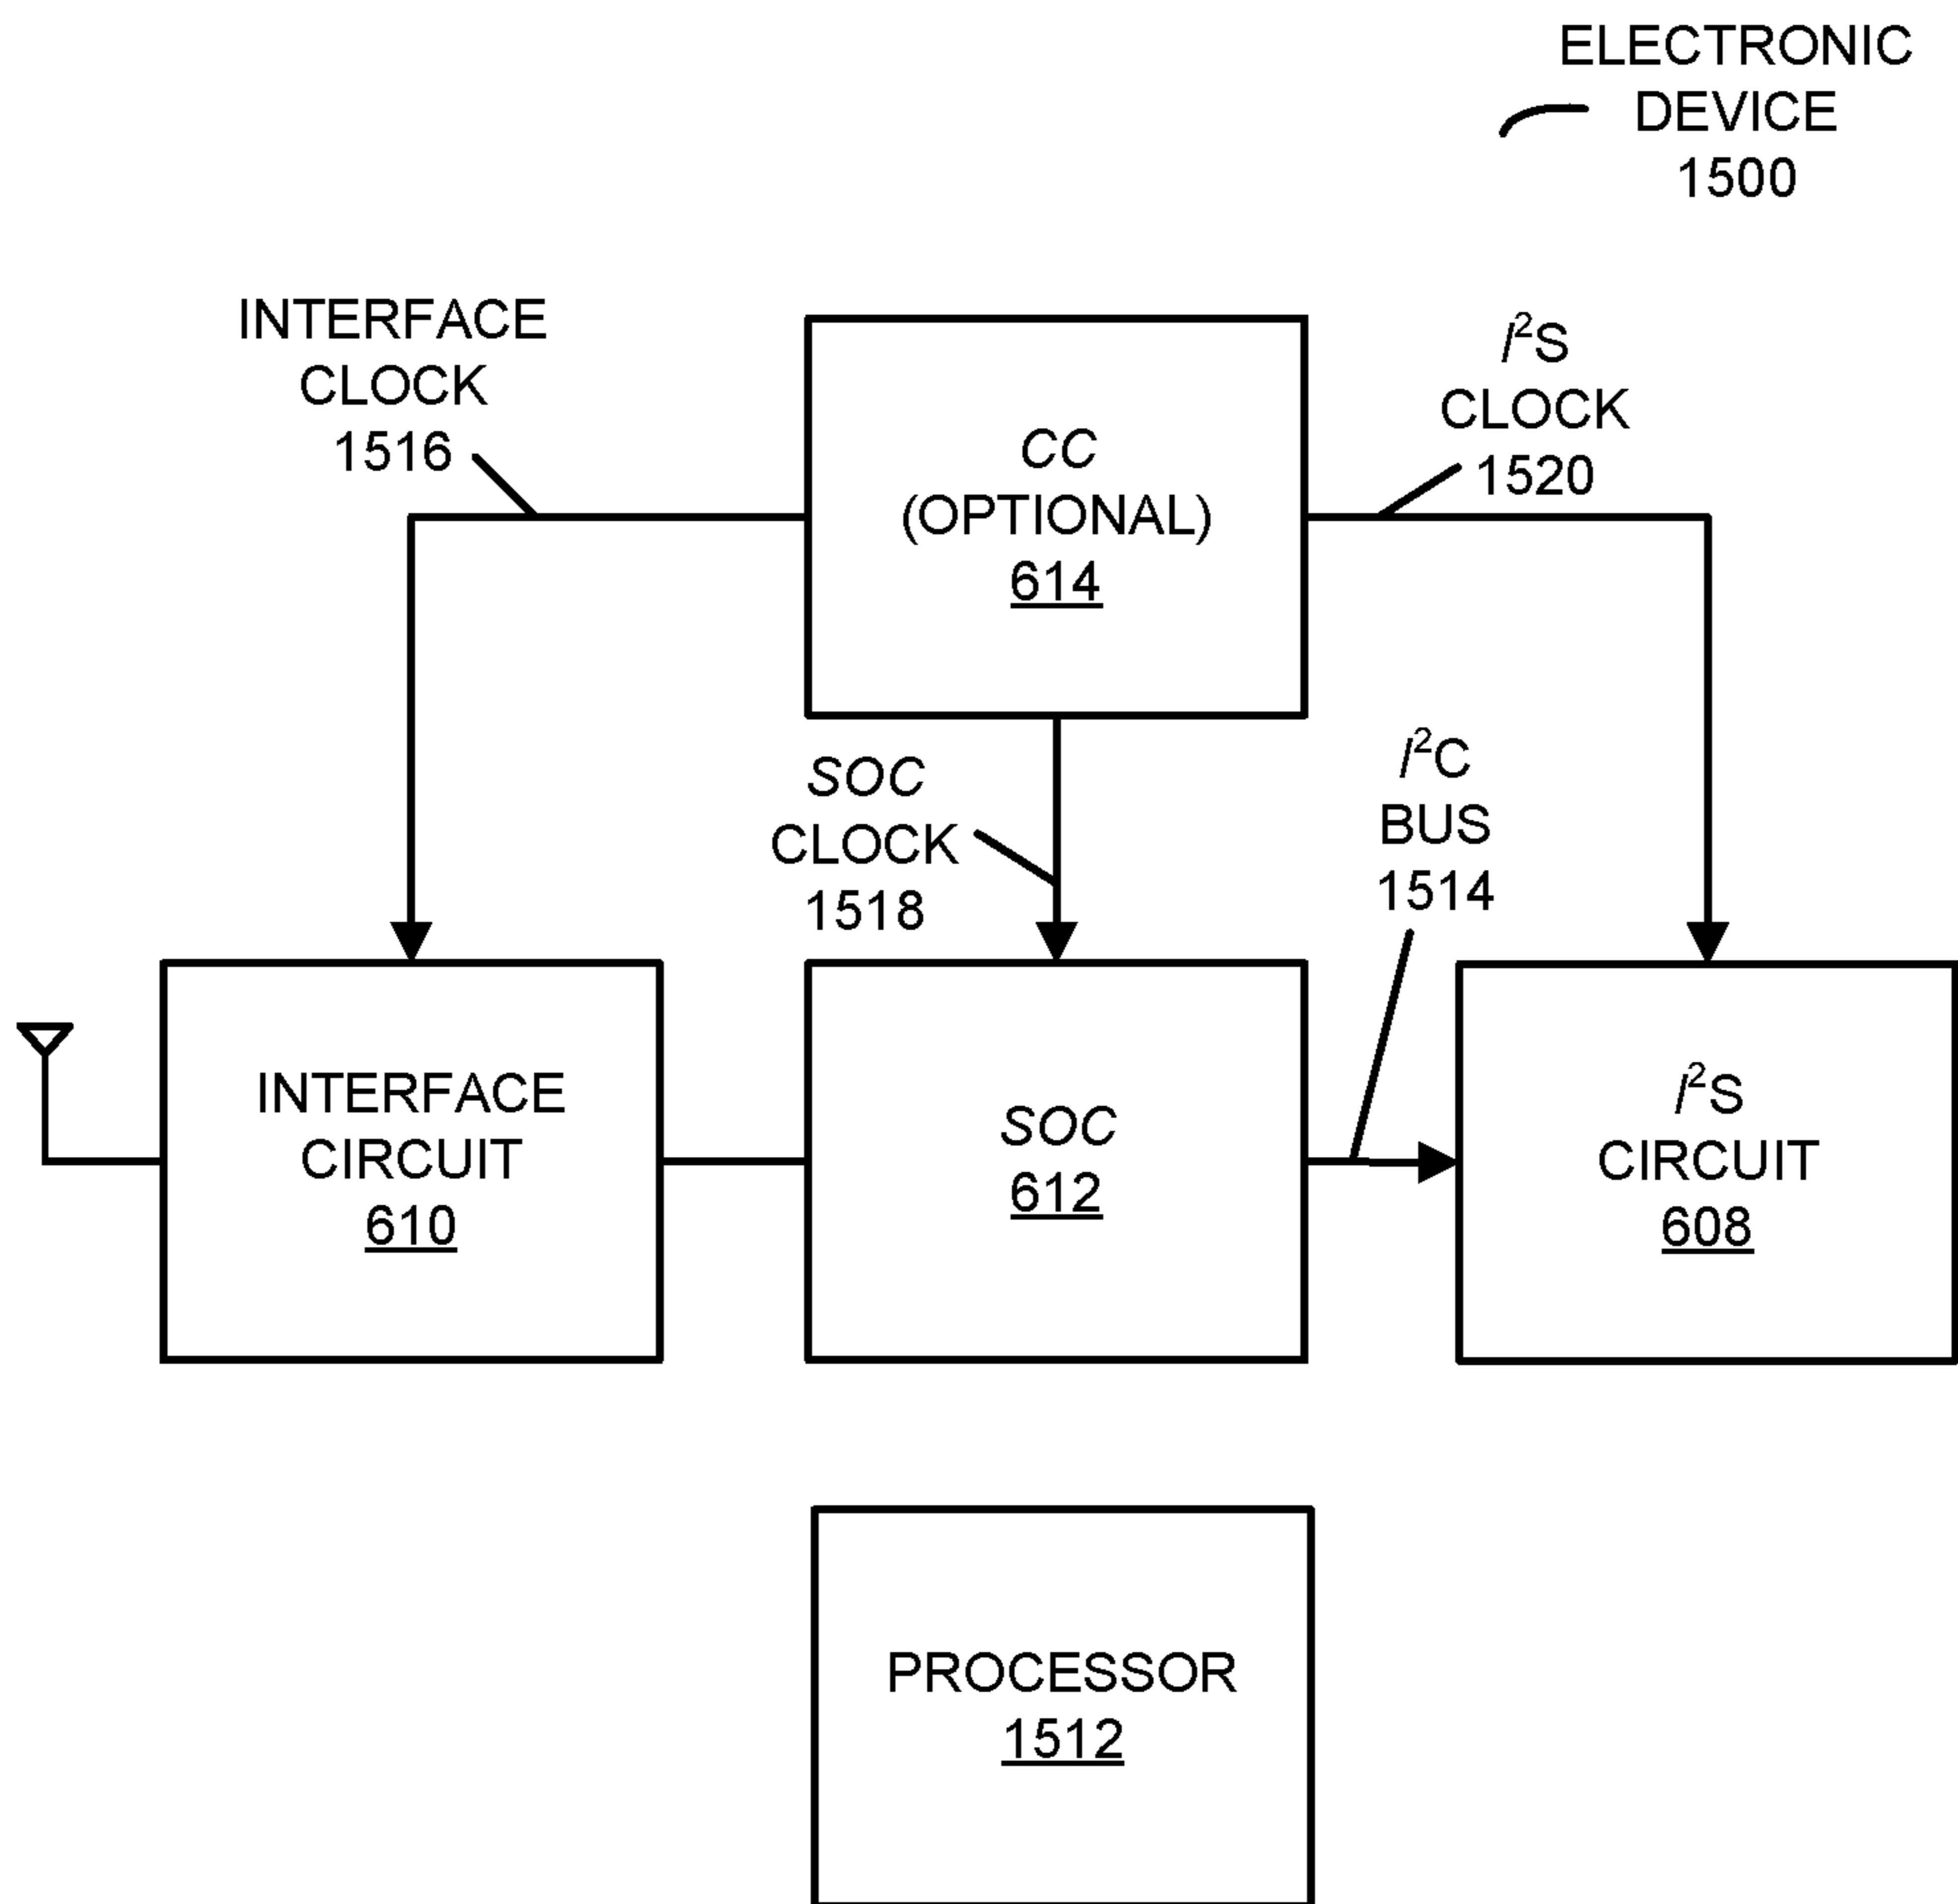 ELECTRONIC
DEVICE
1500
INTERFACE
CLOCK
1516
CC
(OPTIONAL)
614
I²S
CLOCK
1520
SOC
CLOCK
1518
I²C
BUS
1514
INTERFACE
CIRCUIT
610
SOC
612
I²S
CIRCUIT
608
PROCESSOR
1512